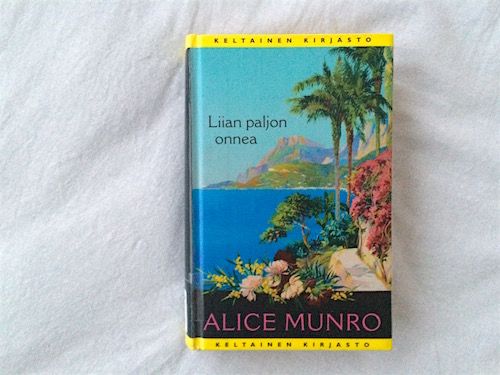 KELTAINEN KIRJASTO
Liian paljon
onnea
ALICE MUNRO
KELTAINEN KIRJASTO